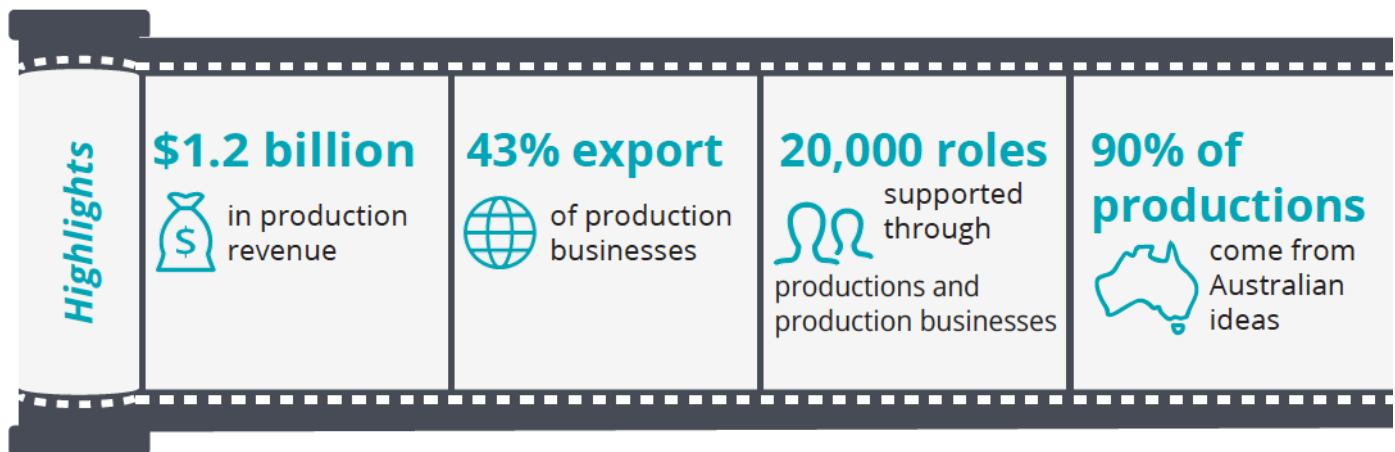 Highlights
$1.2 billion
$
in production
revenue
43% export
of production
businesses
20,000 roles
supported
through
productions and
production businesses
90% of
productions
come from
Australian
ideas